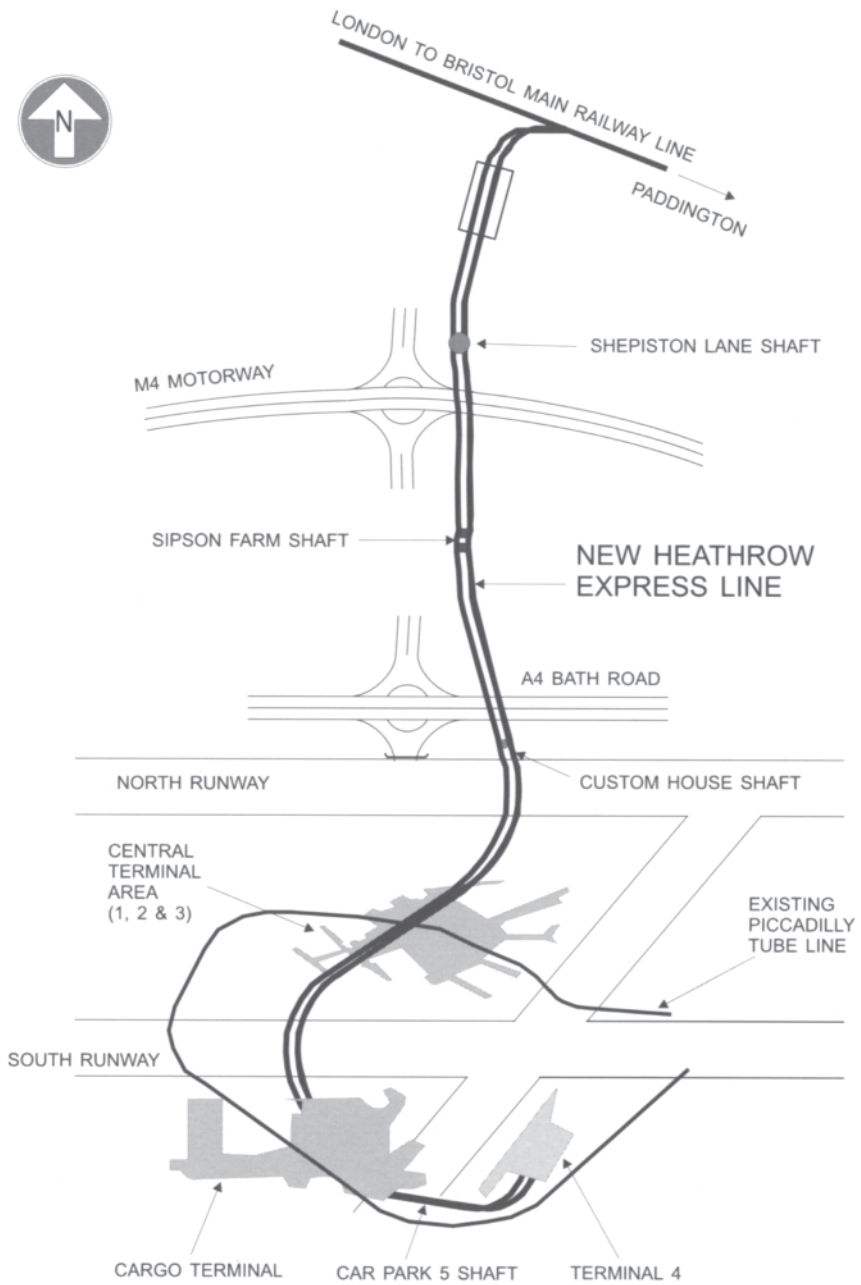 LONDON TO BRISTOL MAIN RAILWAY LINE
N
PADDINGTON
SHEPISTON LANE SHAFT
M4 MOTORWAY
SIPSON FARM SHAFT
NEW HEATHROW
EXPRESS LINE
A4 BATH ROAD
NORTH RUNWAY
CUSTOM HOUSE SHAFT
CENTRAL
TERMINAL
AREA
(1, 2 & 3)
EXISTING
PICCADILLY
TUBE LINE
SOUTH RUNWAY
CARGO TERMINAL
CAR PARK 5 SHAFT
TERMINAL 4